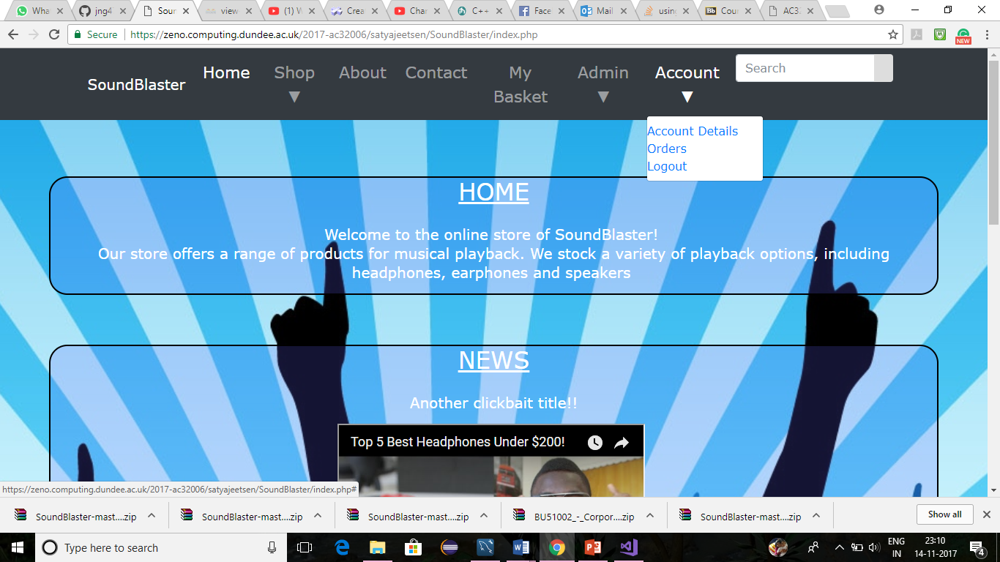 Wha
jng4
Soun
view
(1) W
Crea
Char
C++
Face
Mail
using
Bb Cour
AC32
Secure https://zeno.computing.dundee.ac.uk/2017-ac32006/satyajeetsen/SoundBlaster/index.php
NEW
SoundBlaster Home Shop ▼ About Contact My Basket Admin ▼ Account ▼ Search
Account Details
Orders
Logout
HOME
Welcome to the online store of SoundBlaster!
Our store offers a range of products for musical playback. We stock a variety of playback options, including
headphones, earphones and speakers
NEWS
Another clickbait title!!
Top 5 Best Headphones Under $200!
https://zeno.computing.dundee.ac.uk/2017-ac32006/satyajeetsen/SoundBlaster/index.php#
SoundBlaster-mast....zip SoundBlaster-mast....zip SoundBlaster-mast....zip BU51002_-_Corpor....zip SoundBlaster-mast....zip Show all
Type here to search
ENG
IN
23:10
14-11-2017
4